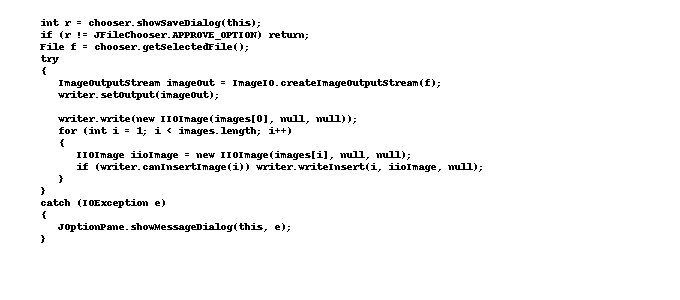 int r = chooser.showSaveDialog(this);
if (r != JFileChooser.APPROVE_OPTION) return;
File f = chooser.getSelectedFile();
try
{
ImageOutputStream imageOut = ImageIO.createImageOutputStream(f);
writer.setOutput(imageOut);
writer.write(new IIOImage(images[0], null, null));
for (int i = 1; i < images.length; i++)
{
IIOImage iioImage = new IIOImage(images[i], null, null);
if (writer.canInsertImage(i)) writer.writeInsert(i, iioImage, null);
}
}
catch (IOException e)
{
JOptionPane.showMessageDialog(this, e);
}